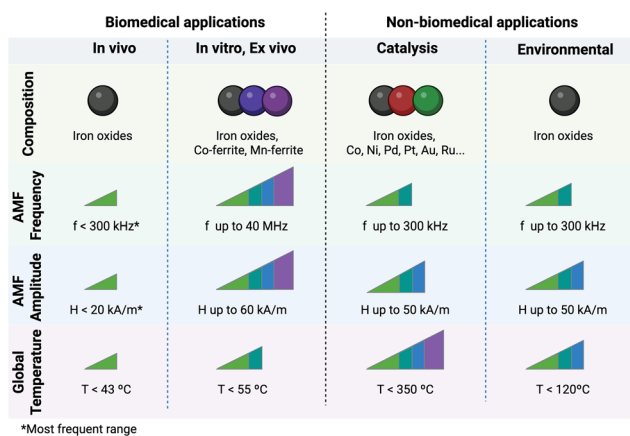 Biomedical applications
Non-biomedical applications
In vivo
In vitro, Ex vivo
Catalysis
Environmental
Composition
Iron oxides
Iron oxides,
Co-ferrite, Mn-ferrite
Iron oxides,
Co, Ni, Pd, Pt, Au, Ru...
Iron oxides
AMF
Frequency
f < 300 kHz*
f up to 40 MHz
f up to 300 kHz
f up to 300 kHz
AMF
Amplitude
H < 20 kA/m*
H up to 60 kA/m
H up to 50 kA/m
H up to 50 kA/m
Global
Temperature
T < 43 ºC
T < 55 ºC
T < 350 ºC
T < 120ºC
*Most frequent range